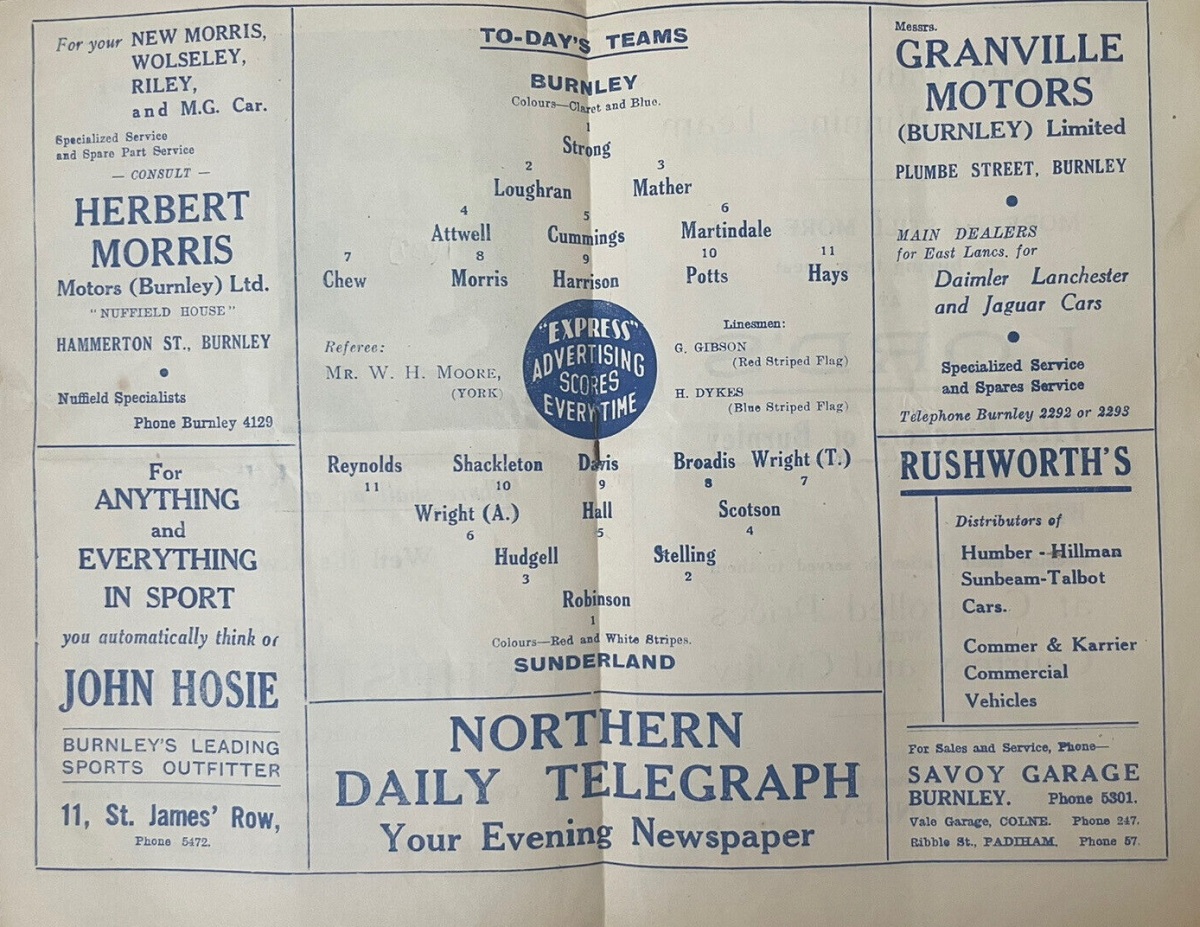 For your NEW MORRIS,
WOLSELEY,
RILEY,
and M.G. Car.
Specialized Service
and Spare Part Service
— CONSULT —
HERBERT
MORRIS
Motors (Burnley) Ltd.
"NUFFIELD HOUSE"
HAMMERTON ST., BURNLEY
Nuffield Specialists
Phone Burnley 4129
For
ANYTHING
and
EVERYTHING
IN SPORT
you automatically think of
JOHN HOSIE
BURNLEY'S LEADING
SPORTS OUTFITTER
11, St. James' Row,
Phone 5472.
TO-DAY'S TEAMS
BURNLEY
Colours—Claret and Blue.
1
Strong
2 3
Loughran Mather
4 5 6
Attwell Cummings Martindale
7 8 9 10 11
Chew Morris Harrison Potts Hays
Referee:
MR. W. H. MOORE,
(YORK)
"EXPRESS"
ADVERTISING
SCORES
EVERY TIME
Linesmen:
G. GIBSON
(Red Striped Flag)
H. DYKES
(Blue Striped Flag)
Reynolds Shackleton Davis Broadis Wright (T.)
11 10 9 8 7
Wright (A.) Hall Scotson
6 5 4
Hudgell Stelling
3 2
Robinson
1
Colours—Red and White Stripes.
SUNDERLAND
NORTHERN
DAILY TELEGRAPH
Your Evening Newspaper
Messrs.
GRANVILLE
MOTORS
(BURNLEY) Limited
PLUMBE STREET, BURNLEY
MAIN DEALERS
for East Lancs. for
Daimler Lanchester
and Jaguar Cars
Specialized Service
and Spares Service
Telephone Burnley 2292 or 2293
RUSHWORTH'S
Distributors of
Humber - Hillman
Sunbeam-Talbot
Cars.
Commer & Karrier
Commercial
Vehicles
For Sales and Service, Phone—
SAVOY GARAGE
BURNLEY. Phone 5301.
Vale Garage, COLNE. Phone 247.
Ribble St., PADIHAM. Phone 57.